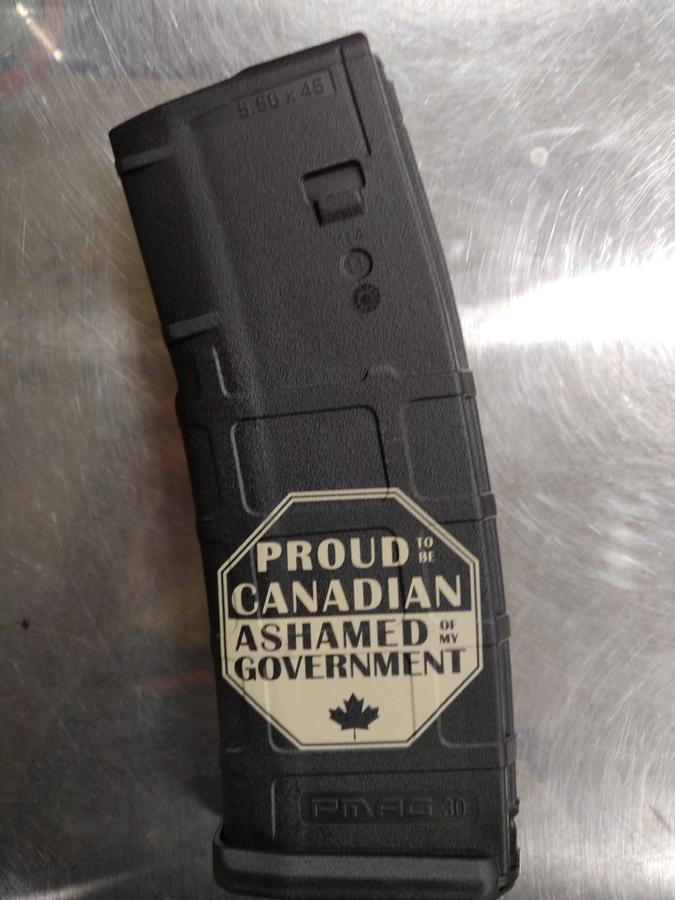 5.56 x 45
PROUD TO BE
CANADIAN
ASHAMED OF MY
GOVERNMENT
PMAG 30